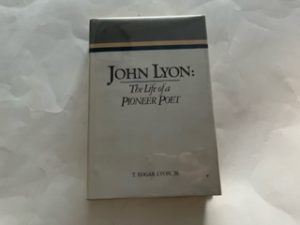 JOHN LYON:
The Life of a
PIONEER POET
T. EDGAR LYON, JR.